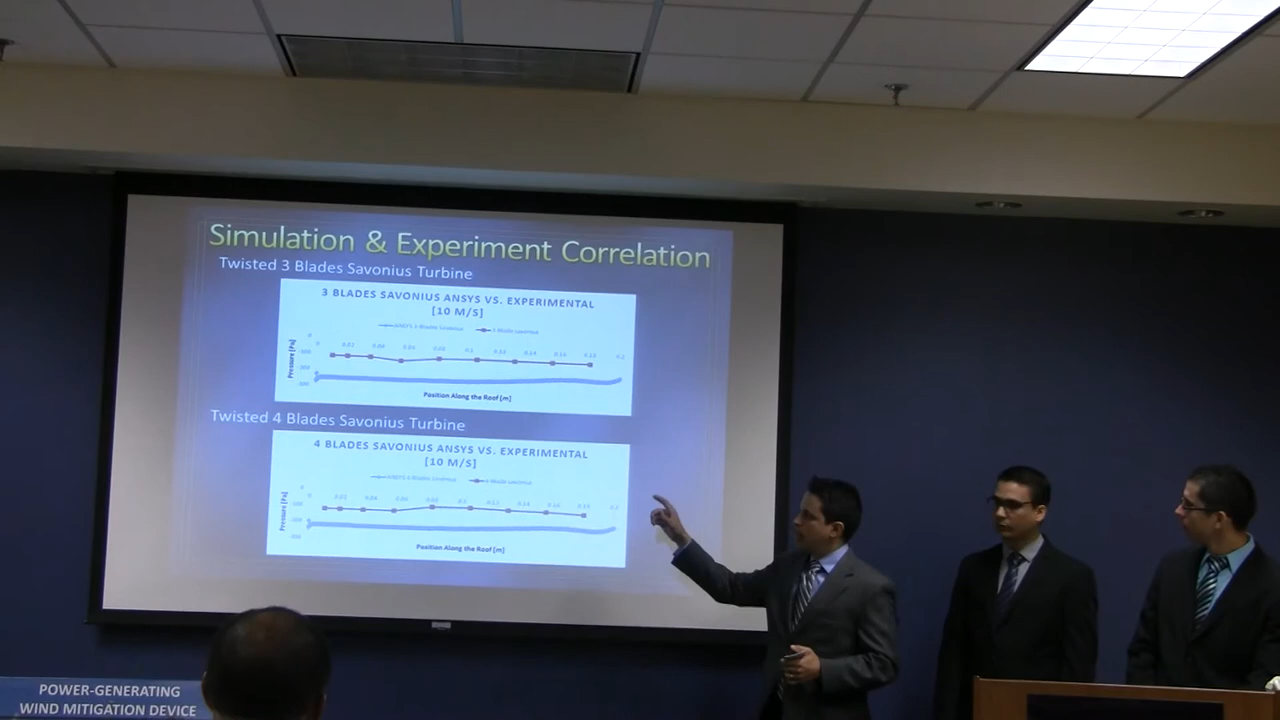 Simulation & Experiment Correlation
Twisted 3 Blades Savonius Turbine
3 BLADES SAVONIUS ANSYS VS. EXPERIMENTAL
[10 M/S]
Pressure [Pa]
Position Along the Roof [m]
Twisted 4 Blades Savonius Turbine
4 BLADES SAVONIUS ANSYS VS. EXPERIMENTAL
[10 M/S]
Pressure [Pa]
Position Along the Roof [m]
POWER-GENERATING
WIND MITIGATION DEVICE